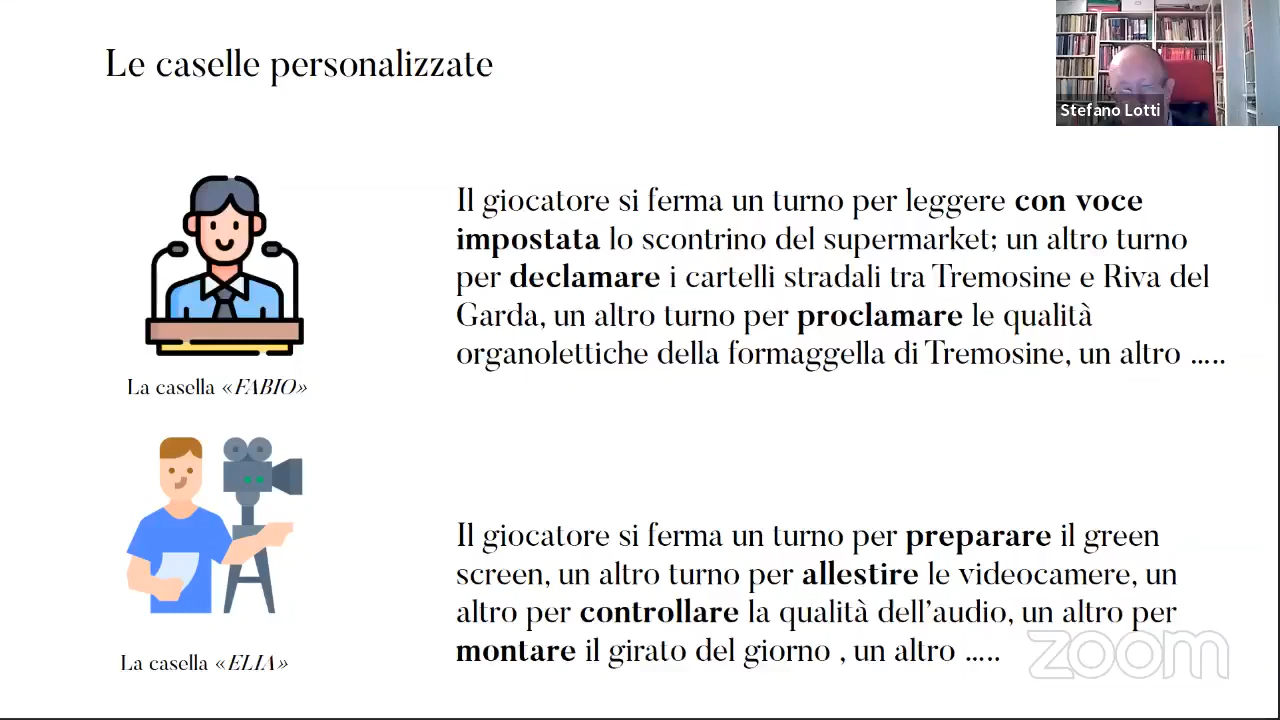 Le caselle personalizzate
Stefano Lotti
Il giocatore si ferma un turno per leggere con voce
impostata lo scontrino del supermarket; un altro turno
per declamare i cartelli stradali tra Tremosine e Riva del
Garda, un altro turno per proclamare le qualità
organolettiche della formaggella di Tremosine, un altro .....
La casella «FABIO»
Il giocatore si ferma un turno per preparare il green
screen, un altro turno per allestire le videocamere, un
altro per controllare la qualità dell’audio, un altro per
montare il girato del giorno , un altro .....
La casella «ELIA»
zoom